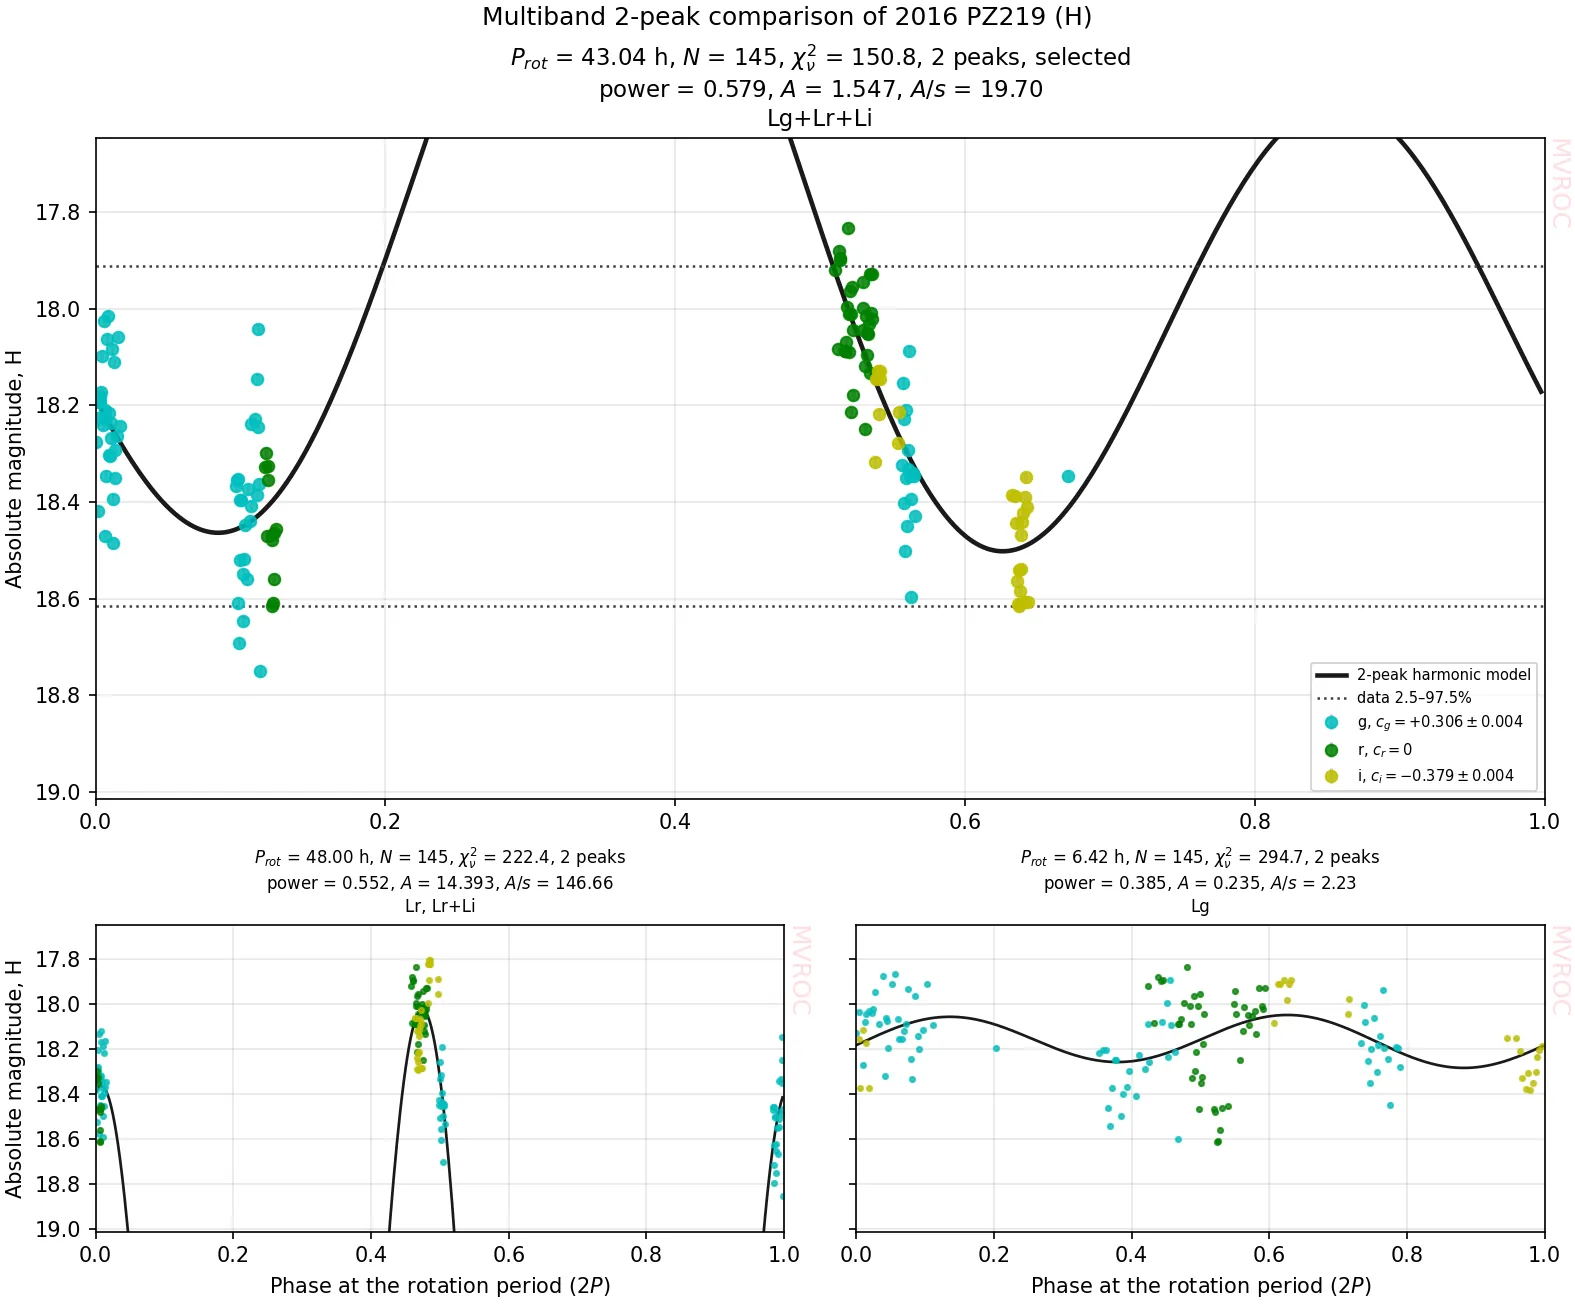 Multiband 2-peak comparison of 2016 PZ219 (H)
P_rot = 43.04 h, N = 145, χ²_ν = 150.8, 2 peaks, selected
power = 0.579, A = 1.547, A/s = 19.70
Lg+Lr+Li
MVROC
Absolute magnitude, H
17.8
18.0
18.2
18.4
18.6
18.8
19.0
2-peak harmonic model
data 2.5–97.5%
g, c_g = +0.306 ± 0.004
r, c_r = 0
i, c_i = −0.379 ± 0.004
0.0 0.2 0.4 0.6 0.8 1.0
P_rot = 48.00 h, N = 145, χ²_ν = 222.4, 2 peaks
power = 0.552, A = 14.393, A/s = 146.66
Lr, Lr+Li
MVROC
Absolute magnitude, H
17.8
18.0
18.2
18.4
18.6
18.8
19.0
0.0 0.2 0.4 0.6 0.8 1.0
Phase at the rotation period (2P)
P_rot = 6.42 h, N = 145, χ²_ν = 294.7, 2 peaks
power = 0.385, A = 0.235, A/s = 2.23
Lg
MVROC
0.0 0.2 0.4 0.6 0.8 1.0
Phase at the rotation period (2P)